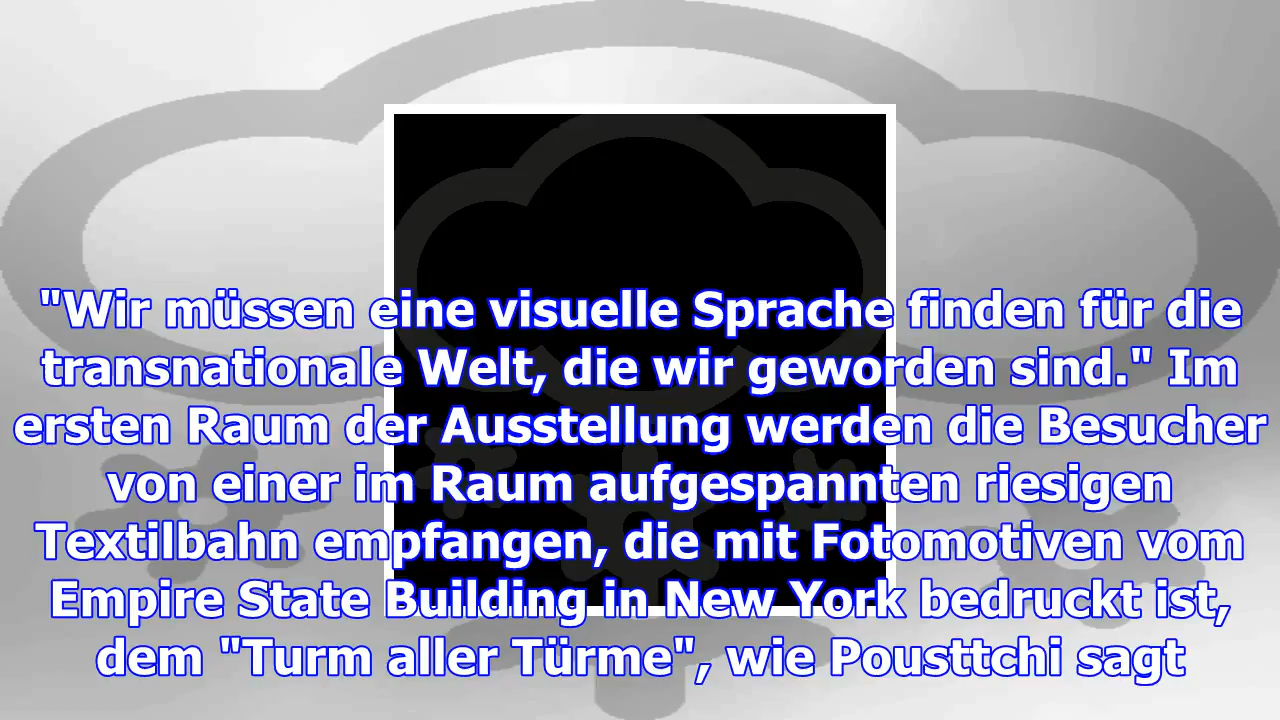 "Wir müssen eine visuelle Sprache finden für die
transnationale Welt, die wir geworden sind." Im
ersten Raum der Ausstellung werden die Besucher
von einer im Raum aufgespannten riesigen
Textilbahn empfangen, die mit Fotomotiven vom
Empire State Building in New York bedruckt ist,
dem "Turm aller Türme", wie Pousttchi sagt